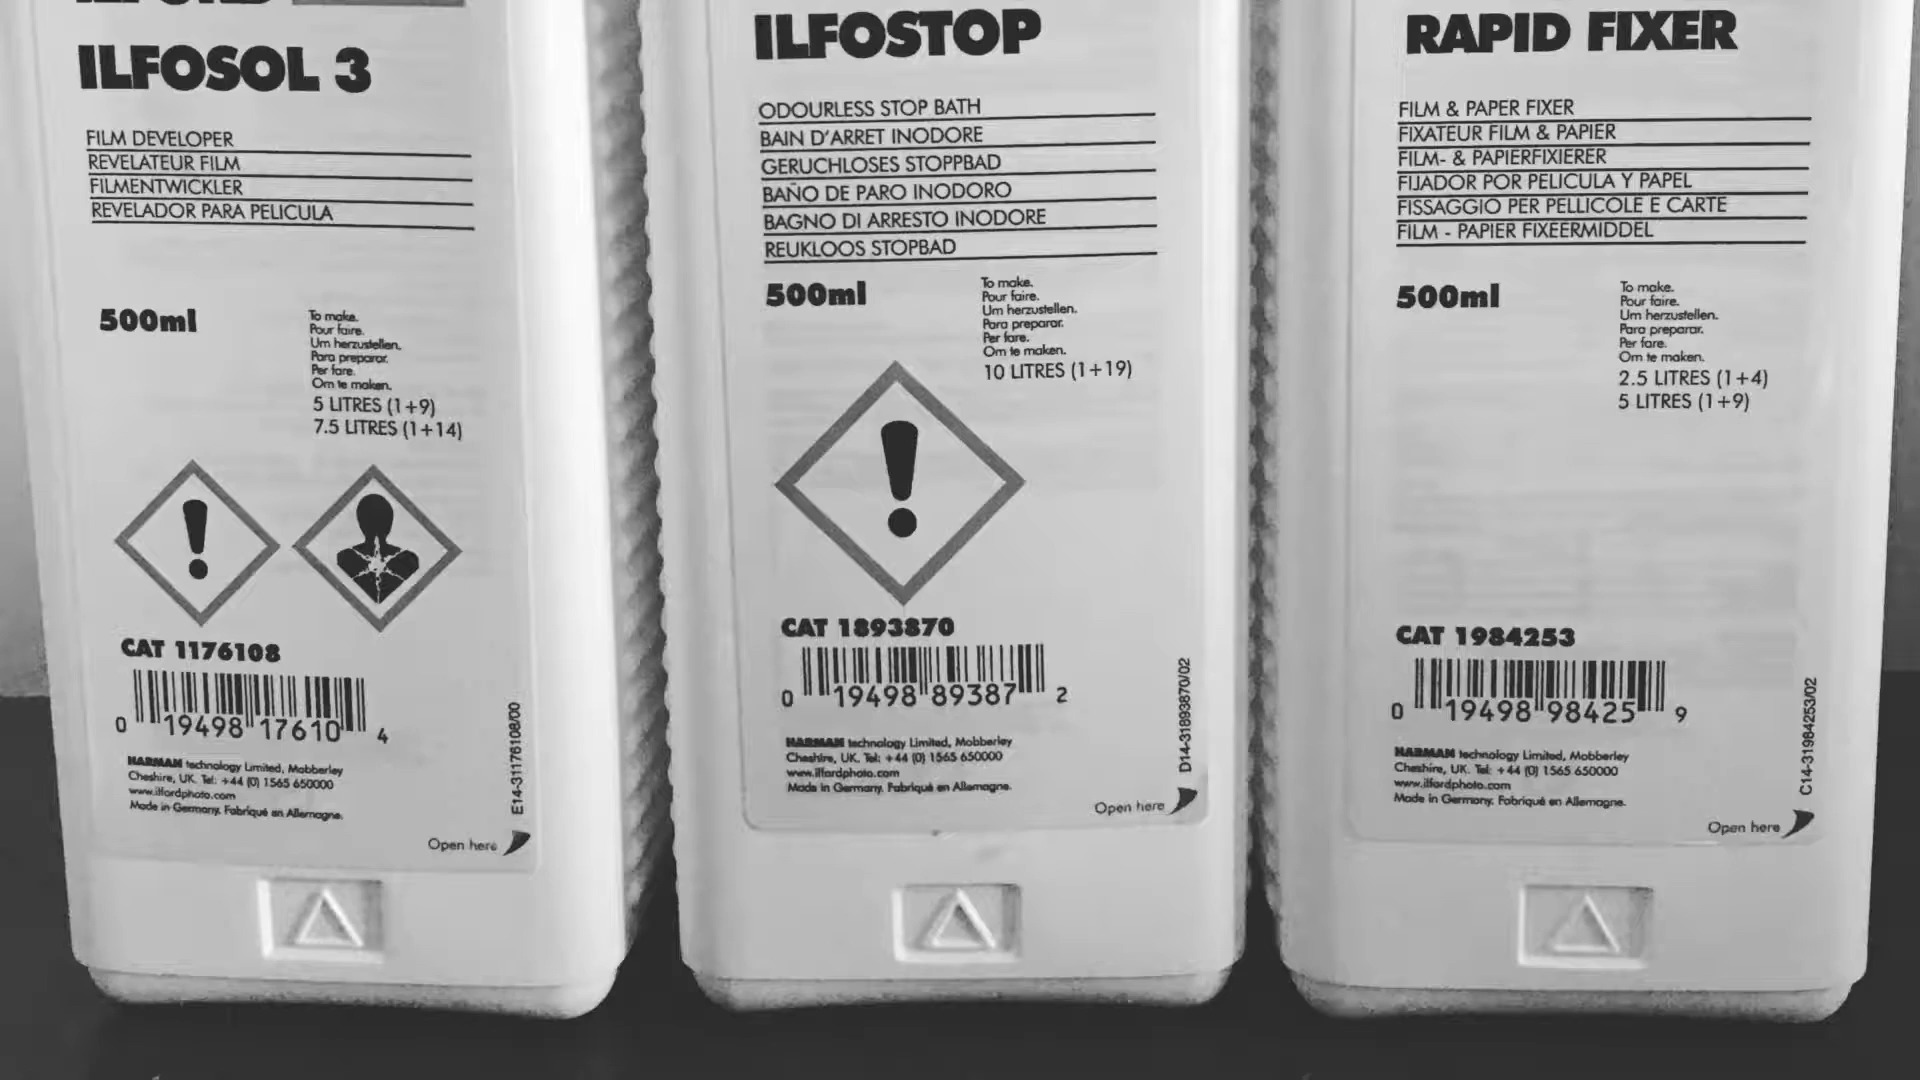 ILFOSOL 3
FILM DEVELOPER
REVELATEUR FILM
FILMENTWICKLER
REVELADOR PARA PELICULA
500ml
To make.
Pour faire.
Um herzustellen.
Para preparar.
Per fare.
Om te maken.
5 LITRES (1+9)
7.5 LITRES (1+14)
CAT 1176108
0 19498 17610 4
HARMAN technology Limited, Mobberley
Cheshire, UK. Tel: +44 (0) 1565 650000
www.ilfordphoto.com
Made in Germany. Fabriqué en Allemagne.
E14-31176108/00
Open here
ILFOSTOP
ODOURLESS STOP BATH
BAIN D'ARRET INODORE
GERUCHLOSES STOPPBAD
BAÑO DE PARO INODORO
BAGNO DI ARRESTO INODORE
REUKLOOS STOPBAD
500ml
To make.
Pour faire.
Um herzustellen.
Para preparar.
Per fare.
Om te maken.
10 LITRES (1+19)
CAT 1893870
0 19498 89387 2
HARMAN technology Limited, Mobberley
Cheshire, UK. Tel: +44 (0) 1565 650000
www.ilfordphoto.com
Made in Germany. Fabriqué en Allemagne.
D14-31893870/02
Open here
RAPID FIXER
FILM & PAPER FIXER
FIXATEUR FILM & PAPIER
FILM- & PAPIERFIXIERER
FIJADOR POR PELICULA Y PAPEL
FISSAGGIO PER PELLICOLE E CARTE
FILM - PAPIER FIXEERMIDDEL
500ml
To make.
Pour faire.
Um herzustellen.
Para preparar.
Per fare.
Om te maken.
2.5 LITRES (1+4)
5 LITRES (1+9)
CAT 1984253
0 19498 98425 9
HARMAN technology Limited, Mobberley
Cheshire, UK. Tel: +44 (0) 1565 650000
www.ilfordphoto.com
Made in Germany. Fabriqué en Allemagne.
C14-31984253/02
Open here